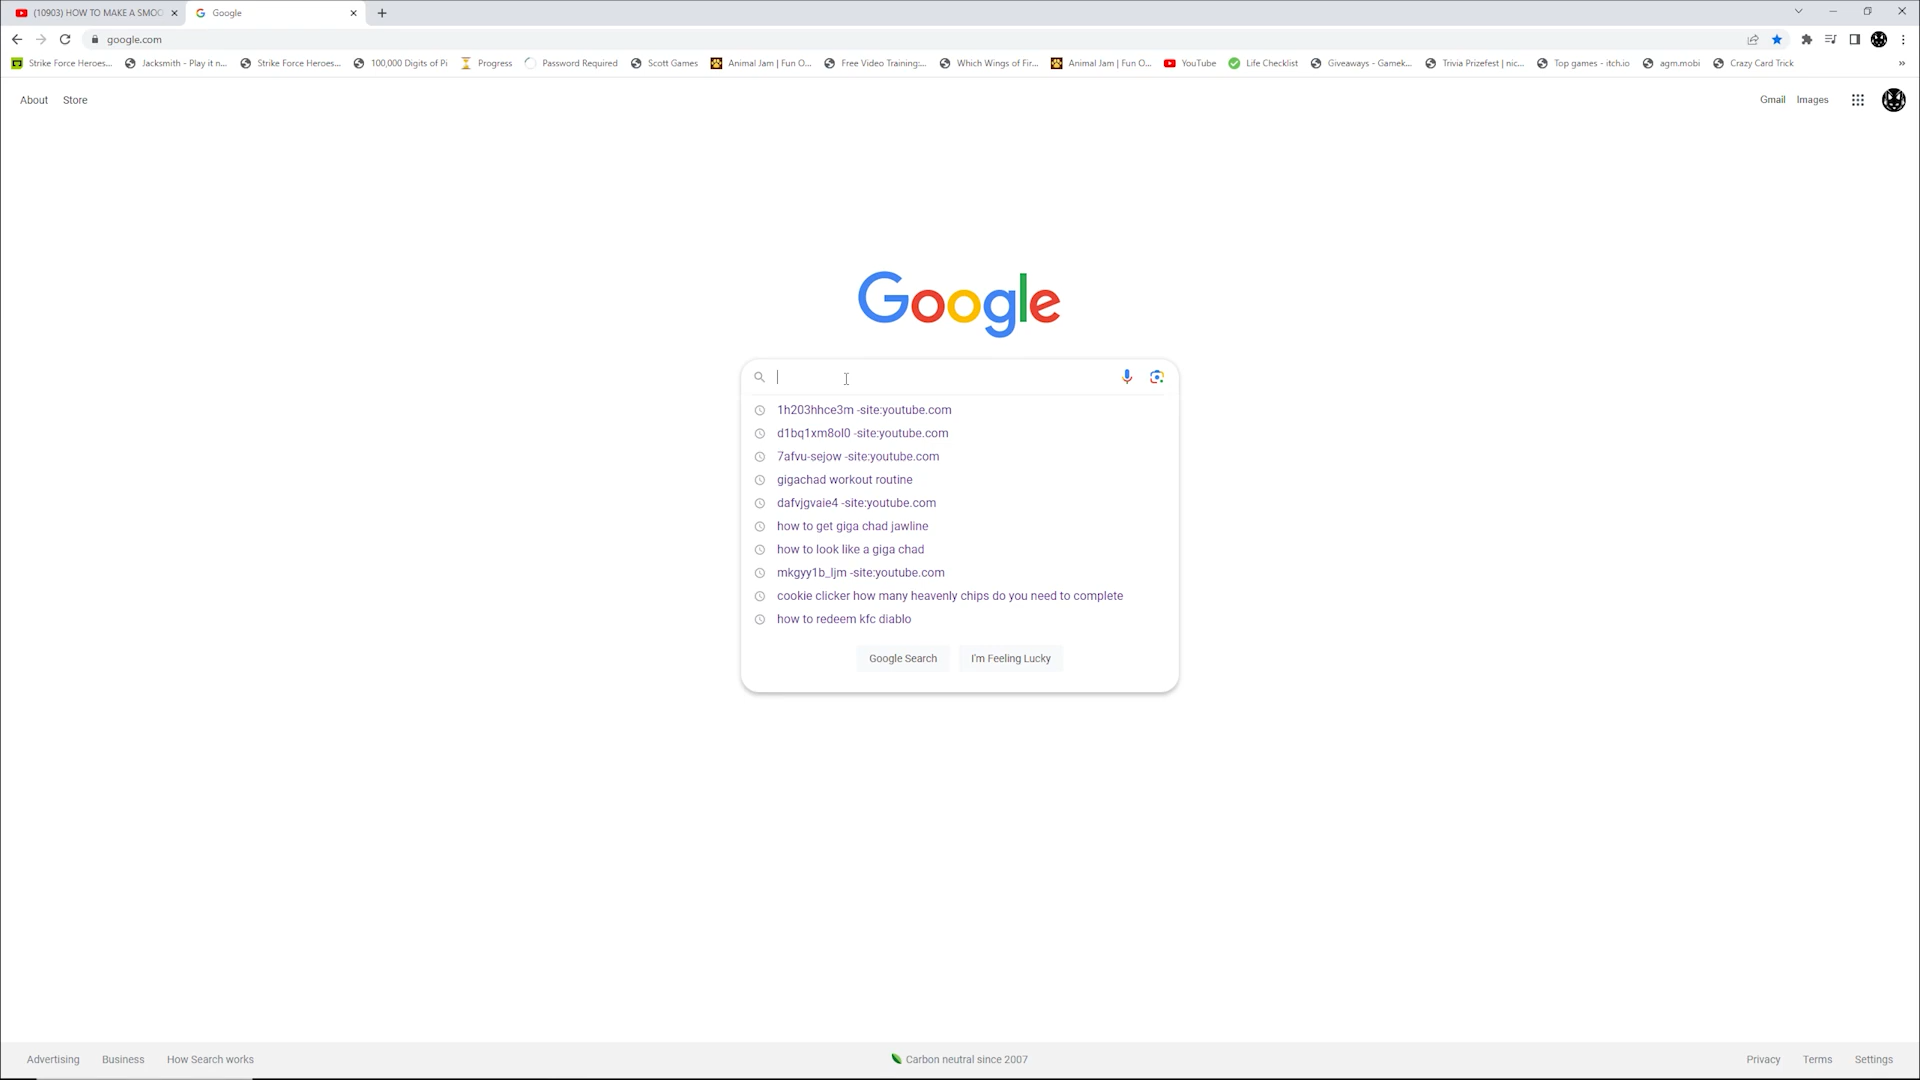 (10903) HOW TO MAKE A SMOO
Google
google.com
Strike Force Heroes...
Jacksmith - Play it n...
Strike Force Heroes...
100,000 Digits of Pi
Progress
Password Required
Scott Games
Animal Jam | Fun O...
Free Video Training:...
Which Wings of Fir...
Animal Jam | Fun O...
YouTube
Life Checklist
Giveaways - Gamek...
Trivia Prizefest | nic...
Top games - itch.io
agm.mobi
Crazy Card Trick
About
Store
Gmail
Images
Google
1h203hhce3m -site:youtube.com
d1bq1xm8ol0 -site:youtube.com
7afvu-sejow -site:youtube.com
gigachad workout routine
dafvjgvaie4 -site:youtube.com
how to get giga chad jawline
how to look like a giga chad
mkgyy1b_ljm -site:youtube.com
cookie clicker how many heavenly chips do you need to complete
how to redeem kfc diablo
Google Search
I'm Feeling Lucky
Advertising
Business
How Search works
Carbon neutral since 2007
Privacy
Terms
Settings